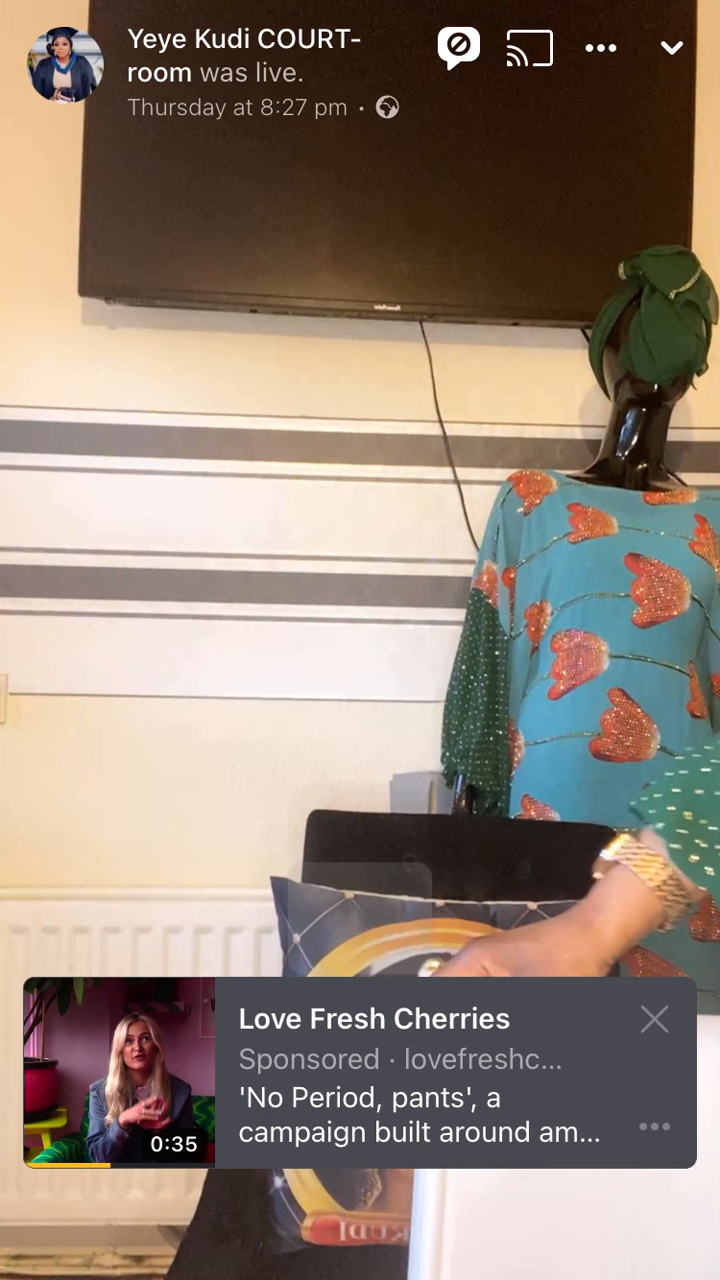 Yeye Kudi COURT-
room was live.
Thursday at 8:27 pm ·
Love Fresh Cherries
Sponsored · lovefreshc...
'No Period, pants', a
campaign built around am...
0:35